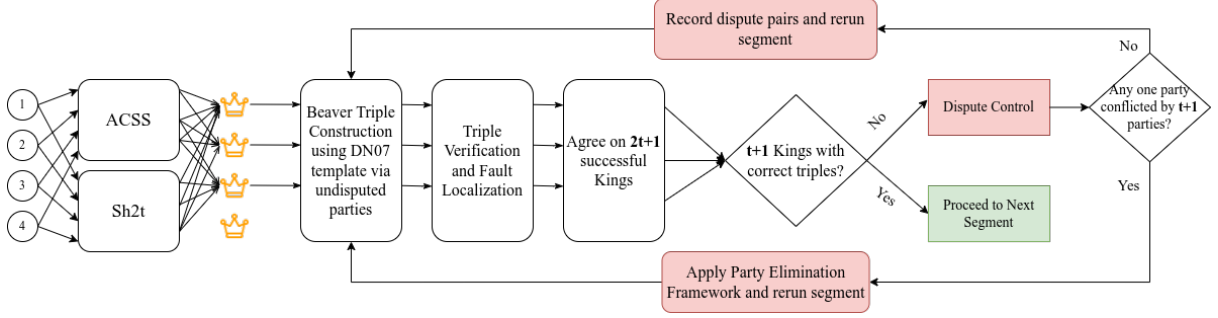 Record dispute pairs and rerun
segment
No
1
2
3
4
ACSS
Sh2t
Beaver Triple
Construction
using DN07
template via
undisputed
parties
Triple
Verification
and Fault
Localization
Agree on 2t+1
successful
Kings
t+1 Kings with
correct triples?
No
Yes
Dispute Control
Proceed to Next
Segment
Any one party
conflicted by t+1
parties?
Yes
Apply Party Elimination
Framework and rerun segment